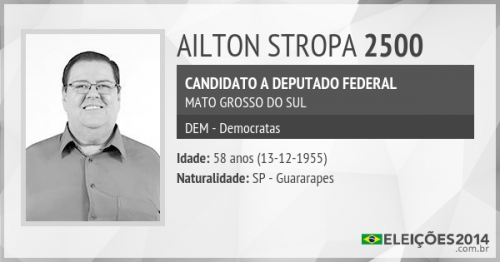 AILTON STROPA 2500
CANDIDATO A DEPUTADO FEDERAL
MATO GROSSO DO SUL
DEM - Democratas
Idade: 58 anos (13-12-1955)
Naturalidade: SP - Guararapes
ELEIÇÕES2014
.com.br